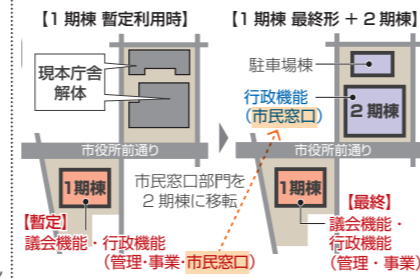 【1期棟 暫定利用時】
現本庁舎
解体
市役所前通り
1期棟
【暫定】
議会機能・行政機能
(管理・事業・市民窓口)
市民窓口部門を
2期棟に移転
【1期棟 最終形 + 2期棟】
駐車場棟
行政機能
(市民窓口)
2期棟
市役所前通り
1期棟
【最終】
議会機能・
行政機能
(管理・事業)